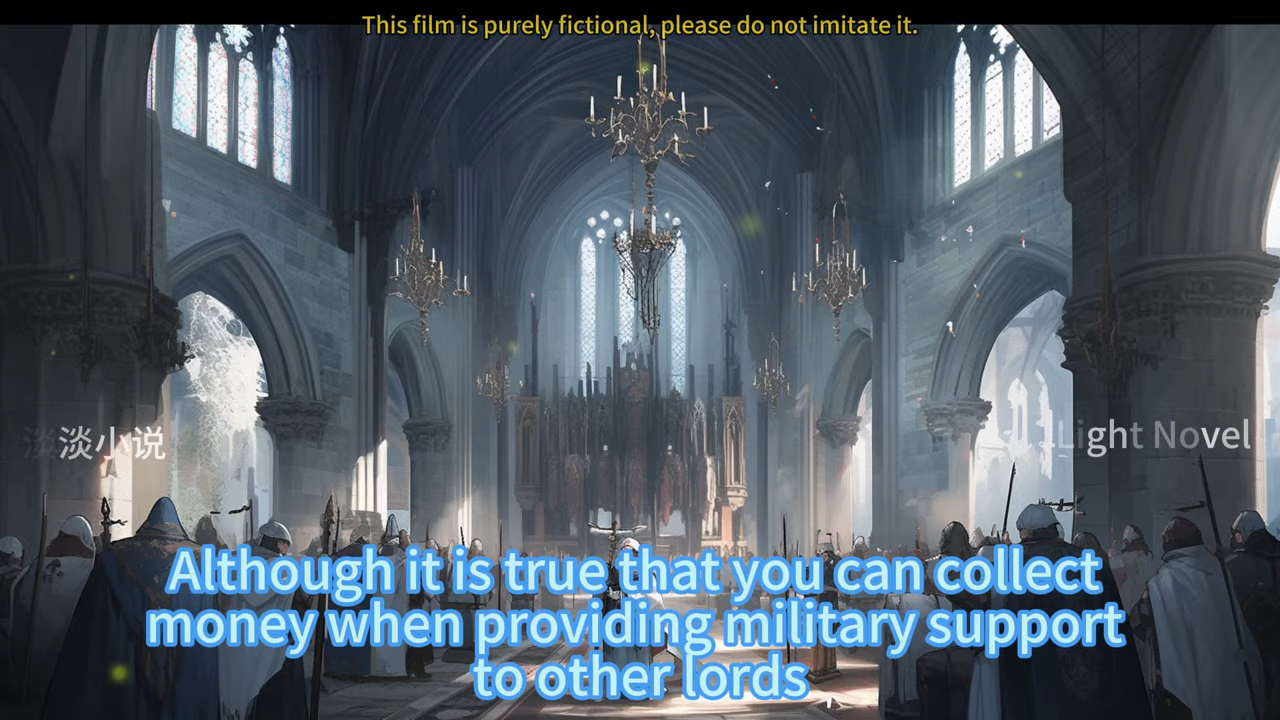 This film is purely fictional, please do not imitate it.
淡淡小说
Light Novel
Although it is true that you can collect
money when providing military support
to other lords